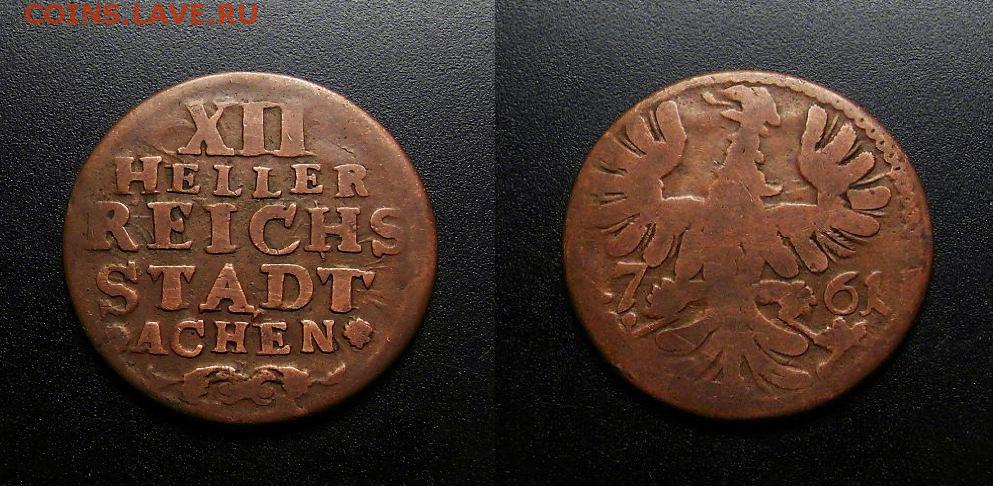 COINS.LAVE.RU
XII
HELLER
REICHS
STADT
ACHEN
7 61